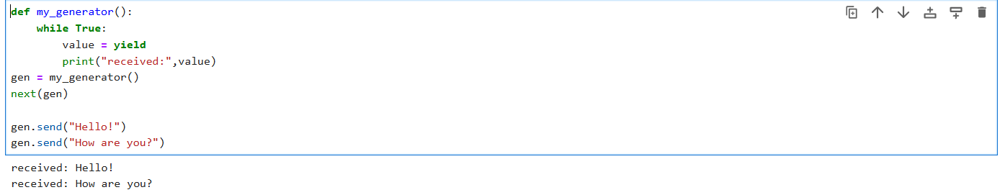 def my_generator():
    while True:
        value = yield
        print("received:",value)
gen = my_generator()
next(gen)

gen.send("Hello!")
gen.send("How are you?")
received: Hello!
received: How are you?